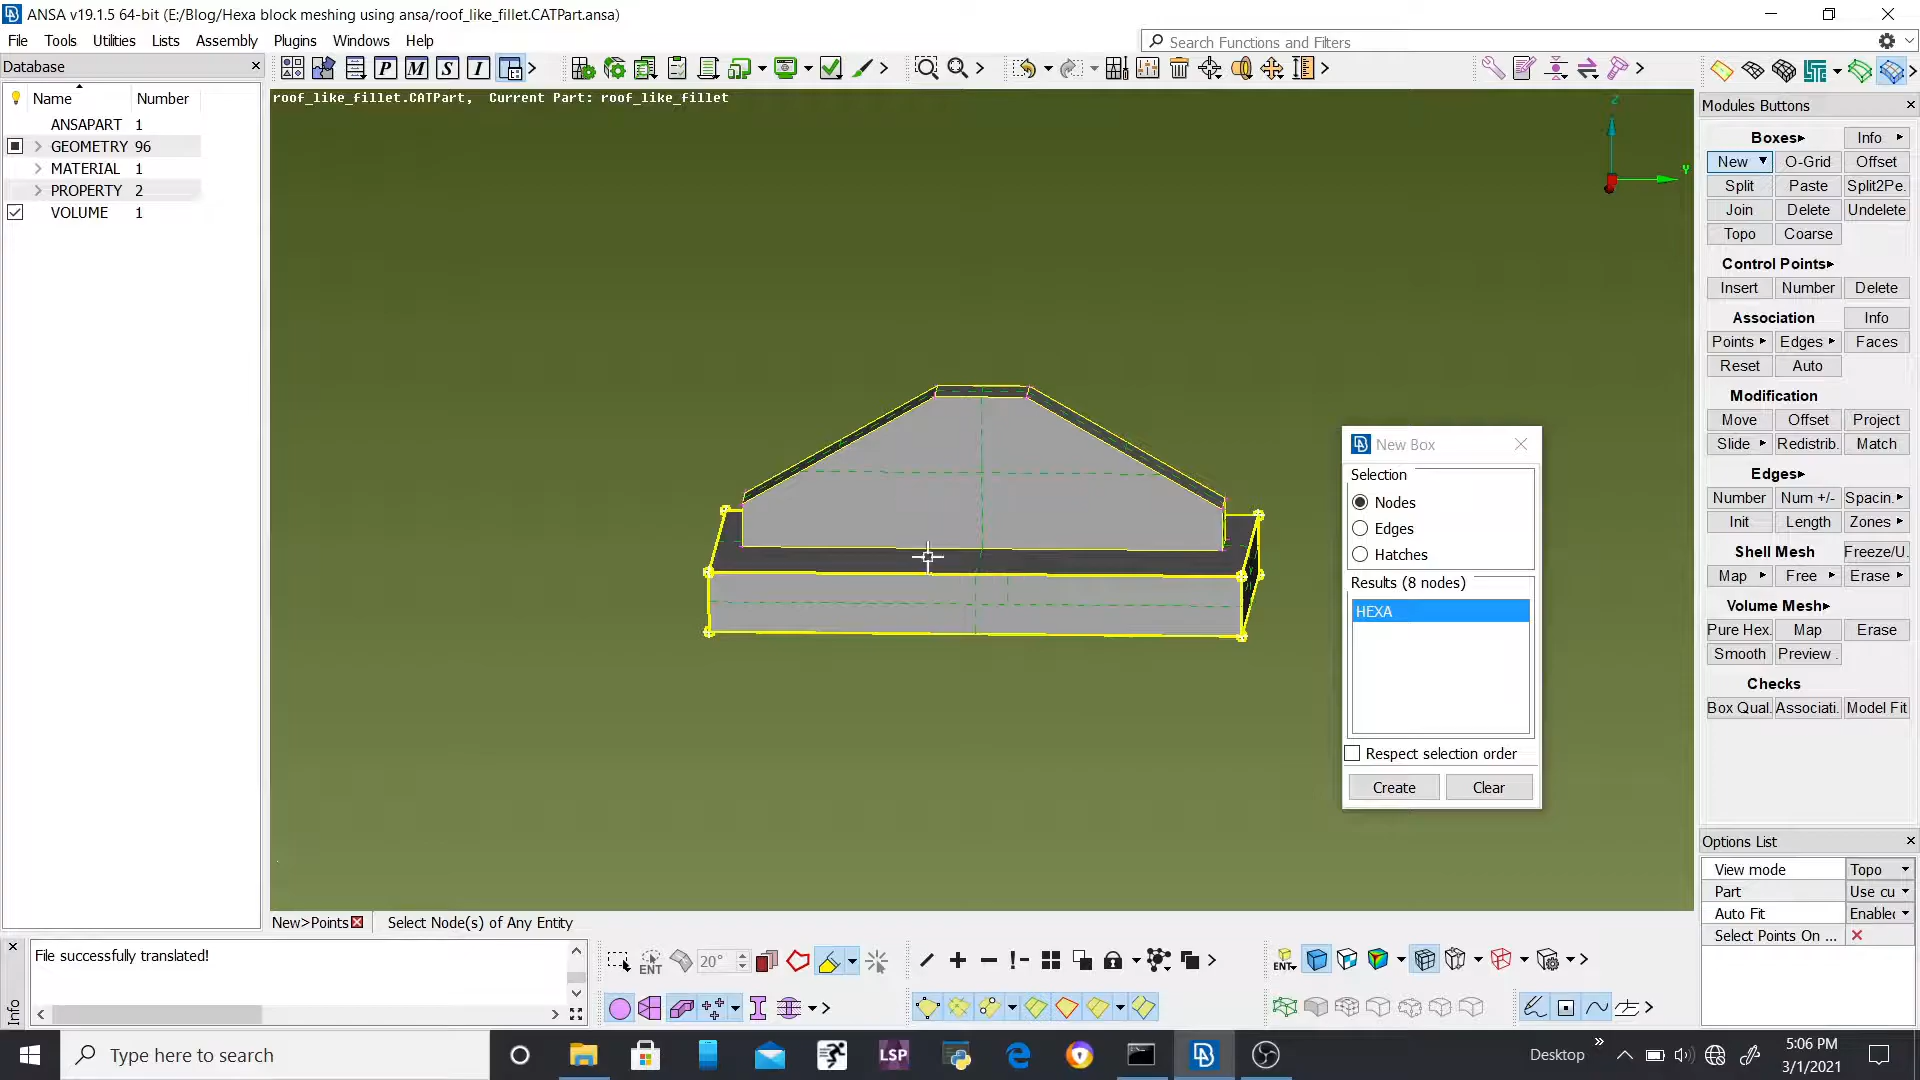 ANSA v19.1.5 64-bit (E:/Blog/Hexa block meshing using ansa/roof_like_fillet.CATPart.ansa)
File Tools Utilities Lists Assembly Plugins Windows Help
Search Functions and Filters
Database
Name Number
ANSAPART 1
GEOMETRY 96
MATERIAL 1
PROPERTY 2
VOLUME 1
P M S I
roof_like_fillet.CATPart, Current Part: roof_like_fillet
Z
Y
New Box
Selection
Nodes
Edges
Hatches
Results (8 nodes)
HEXA
Respect selection order
Create Clear
Modules Buttons
Boxes Info
New O-Grid Offset
Split Paste Split2Pe.
Join Delete Undelete
Topo Coarse
Control Points
Insert Number Delete
Association Info
Points Edges Faces
Reset Auto
Modification
Move Offset Project
Slide Redistrib. Match
Edges
Number Num +/- Spacin.
Init Length Zones
Shell Mesh Freeze/U.
Map Free Erase
Volume Mesh
Pure Hex. Map Erase
Smooth Preview .
Checks
Box Qual. Associati. Model Fit
Options List
View mode Topo
Part Use cu
Auto Fit Enablec
Select Points On ...
New>Points Select Node(s) of Any Entity
Info
File successfully translated!
ENT 20° ENT
Type here to search
LSP
Desktop
5:06 PM
3/1/2021